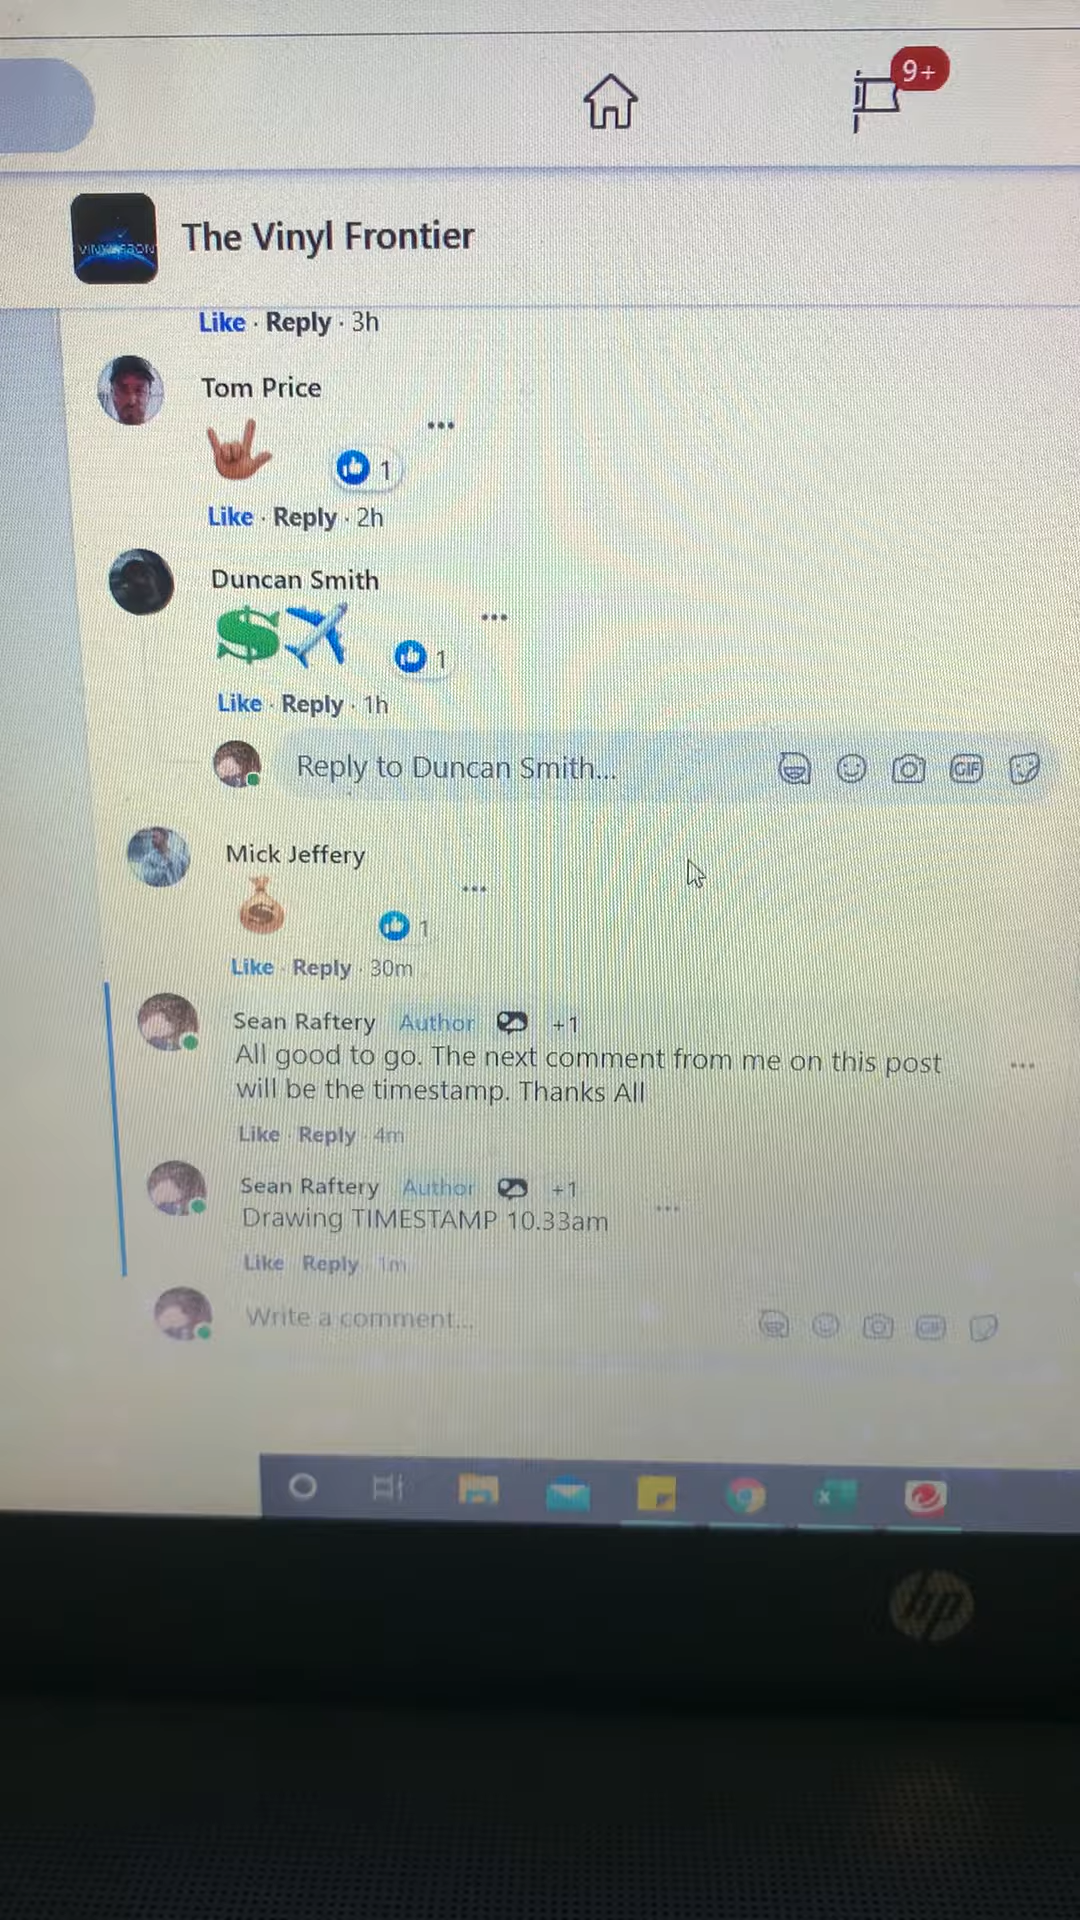 9+
The Vinyl Frontier
Like · Reply · 3h
Tom Price
1
Like · Reply · 2h
Duncan Smith
1
Like · Reply · 1h
Reply to Duncan Smith...
GIF
Mick Jeffery
1
Like · Reply · 30m
Sean Raftery Author +1
All good to go. The next comment from me on this post
will be the timestamp. Thanks All
Like · Reply · 4m
Sean Raftery Author +1
Drawing TIMESTAMP 10.33am
Like · Reply · 1m
Write a comment...
GIF
hp